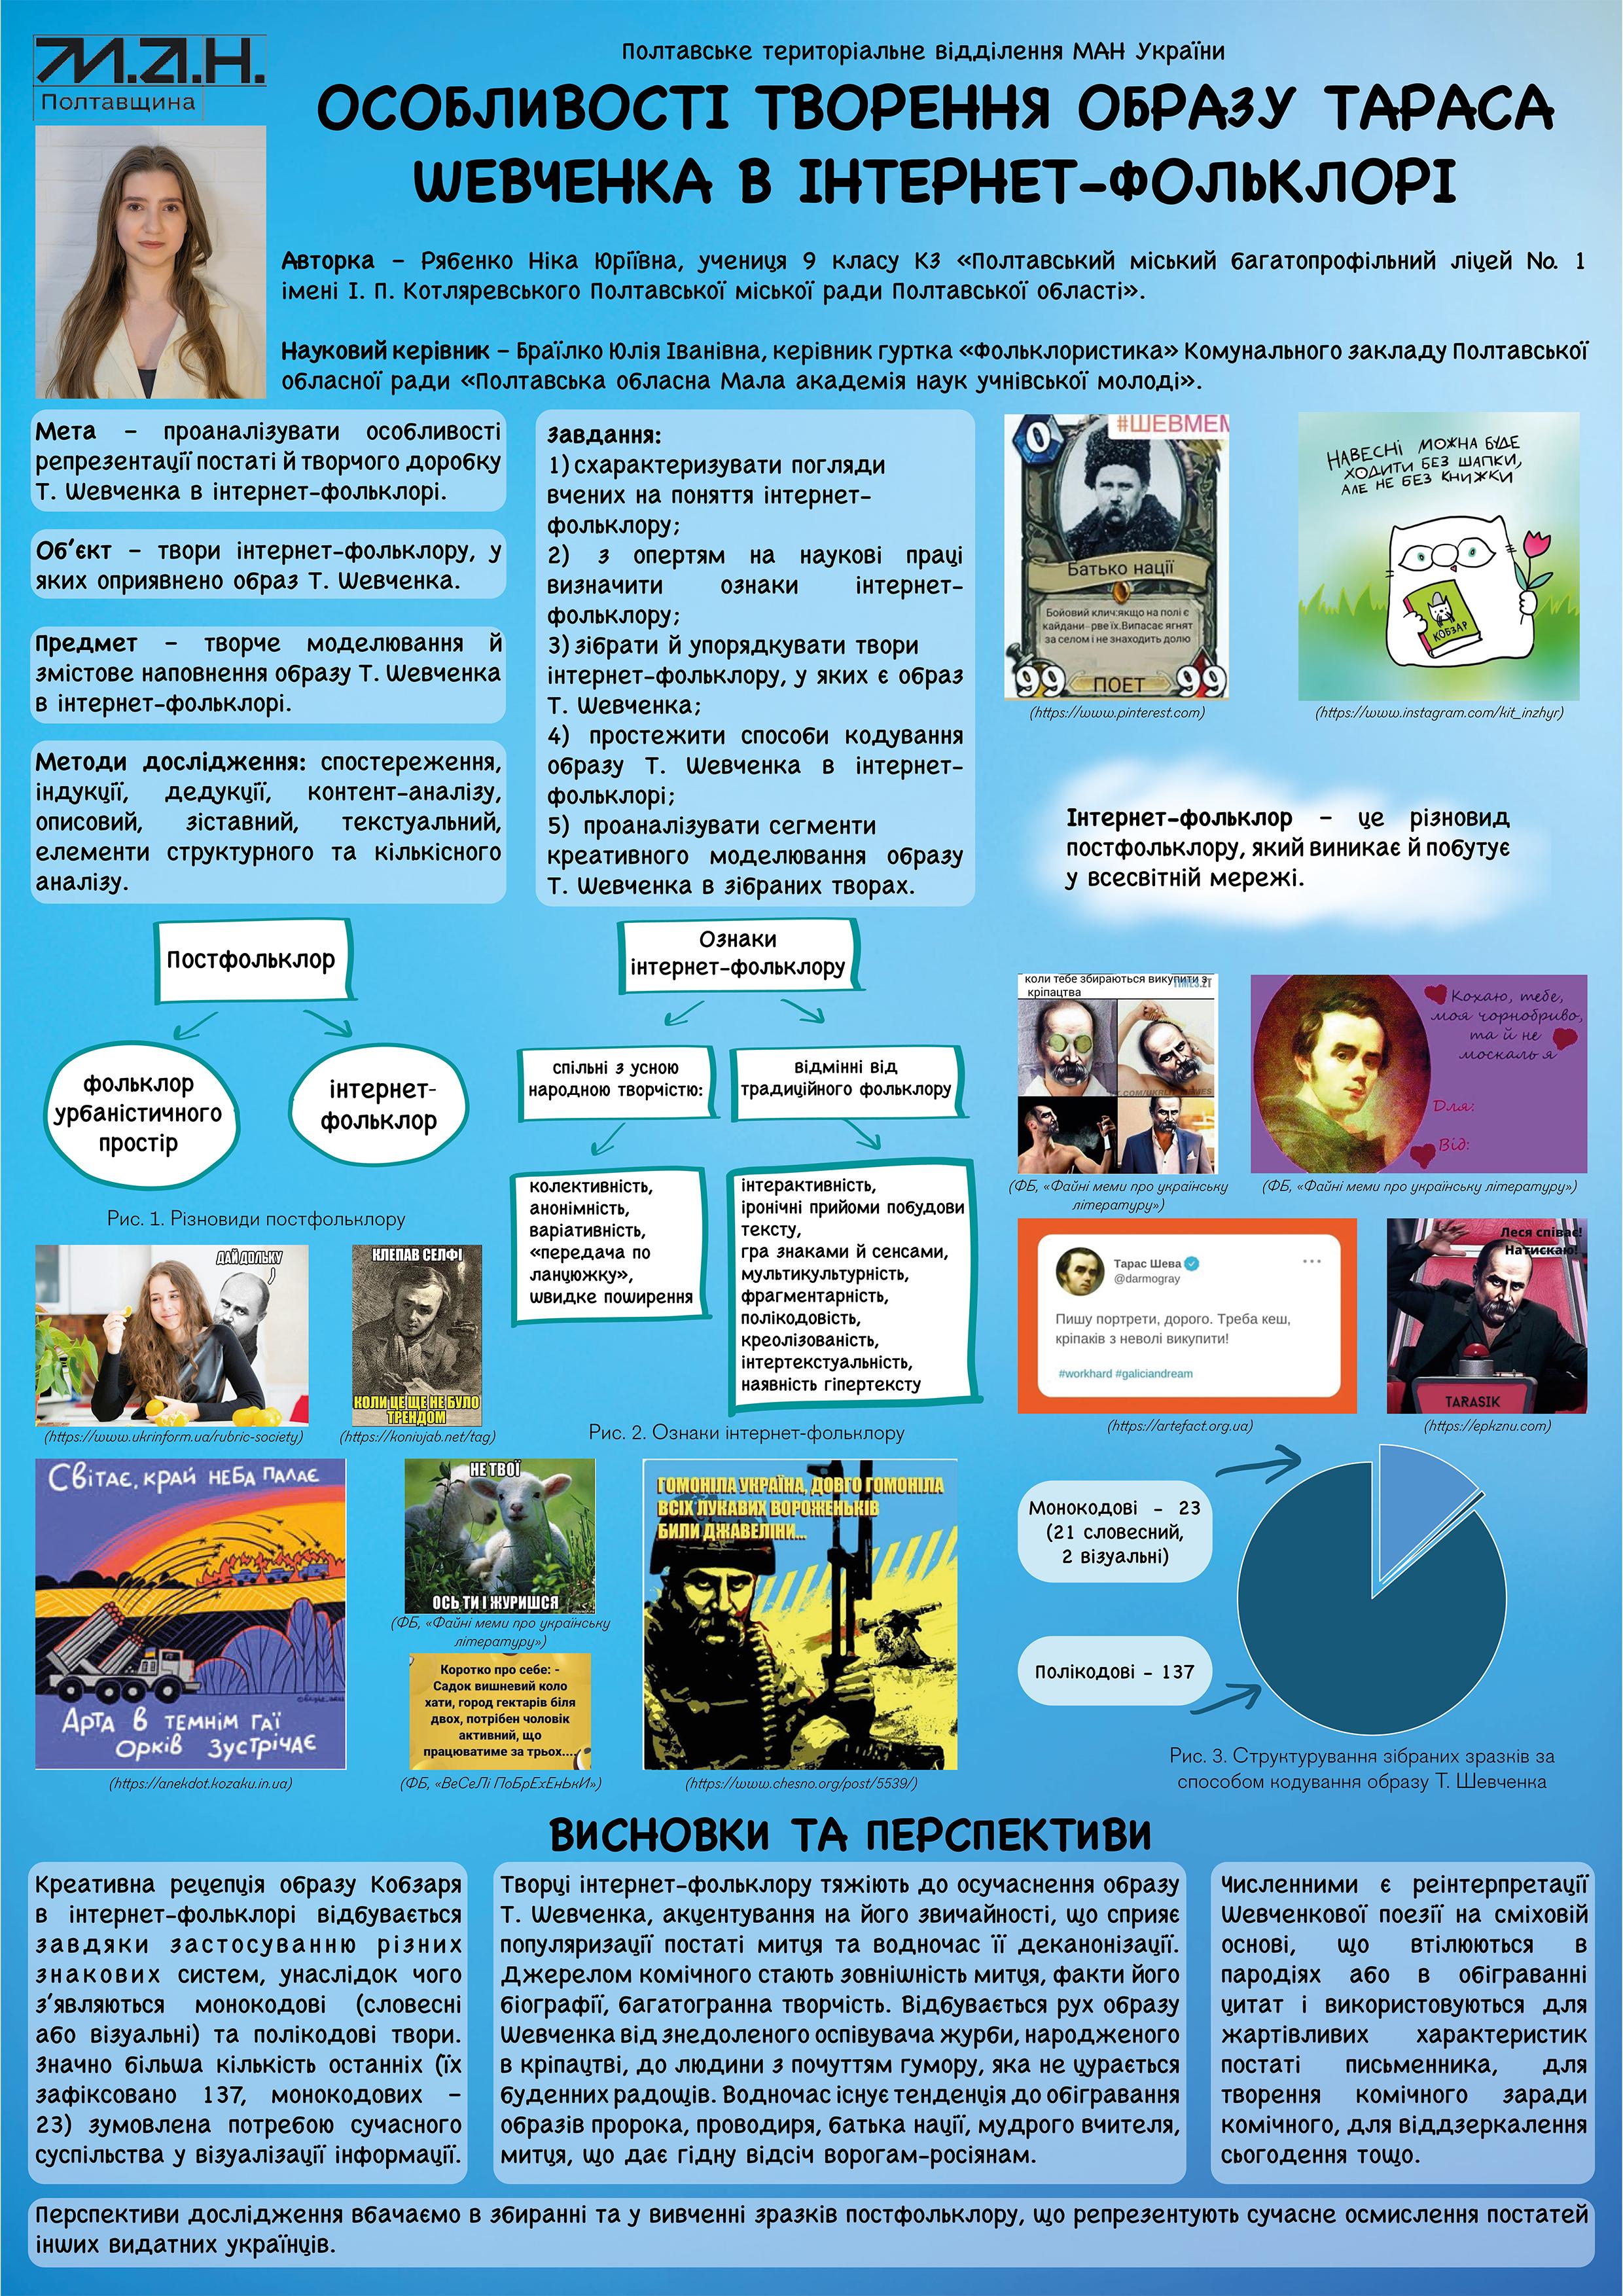 М.А.Н.
Полтавщина
Полтавське територіальне відділення МАН України
ОСОБЛИВОСТІ ТВОРЕННЯ ОБРАЗУ ТАРАСА
ШЕВЧЕНКА В ІНТЕРНЕТ-ФОЛЬКЛОРІ
Авторка – Рябенко Ніка Юріївна, учениця 9 класу КЗ «Полтавський міський багатопрофільний ліцей No. 1
імені І. П. Котляревського Полтавської міської ради Полтавської області».
Науковий керівник – Браїлко Юлія Іванівна, керівник гуртка «Фольклористика» Комунального закладу Полтавської
обласної ради «Полтавська обласна Мала академія наук учнівської молоді».
Мета – проаналізувати особливості
репрезентації постаті й творчого доробку
Т. Шевченка в інтернет-фольклорі.
Об’єкт – твори інтернет-фольклору, у
яких оприявнено образ Т. Шевченка.
Предмет – творче моделювання й
змістове наповнення образу Т. Шевченка
в інтернет-фольклорі.
Методи дослідження: спостереження,
індукції, дедукції, контент-аналізу,
описовий, зіставний, текстуальний,
елементи структурного та кількісного
аналізу.
Завдання:
1) схарактеризувати погляди
вчених на поняття інтернет-
фольклору;
2) з опертям на наукові праці
визначити ознаки інтернет-
фольклору;
3) зібрати й упорядкувати твори
інтернет-фольклору, у яких є образ
Т. Шевченка;
4) простежити способи кодування
образу Т. Шевченка в інтернет-
фольклорі;
5) проаналізувати сегменти
креативного моделювання образу
Т. Шевченка в зібраних творах.
#ШЕВМЕМ
0
Батько нації
Бойовий клич:якщо на полі є
кайдани-рве їх.Випасає ягнят
за селом і не знаходить долю
99 ПОЕТ 99
(https://www.pinterest.com)
НАВЕСНІ МОЖНА БУДЕ
ХОДИТИ БЕЗ ШАПКИ,
АЛЕ НЕ БЕЗ КНИЖКИ
КОБЗАР
(https://www.instagram.com/kit_inzhyr)
Інтернет-фольклор – це різновид
постфольклору, який виникає й побутує
у всесвітній мережі.
Постфольклор
фольклор
урбаністичного
простір
інтернет-
фольклор
Рис. 1. Різновиди постфольклору
Ознаки
інтернет-фольклору
спільні з усною
народною творчістю:
відмінні від
традиційного фольклору
колективність,
анонімність,
варіативність,
«передача по
ланцюжку»,
швидке поширення
інтерактивність,
іронічні прийоми побудови
тексту,
гра знаками й сенсами,
мультикультурність,
фрагментарність,
полікодовість,
креолізованість,
інтертекстуальність,
наявність гіпертексту
Рис. 2. Ознаки інтернет-фольклору
коли тебе збираються викупити з
кріпацтва
(ФБ, «Файні меми про українську
літературу»)
Кохаю, тебе,
моя чорнобриво,
та й не
москаль я
Для:
Від:
(ФБ, «Файні меми про українську літературу»)
ДАЙ ДОЛЬКУ
)
(https://www.ukrinform.ua/rubric-society)
КЛЕПАВ СЕЛФІ
КОЛИ ЦЕ ЩЕ НЕ БУЛО
ТРЕНДОМ
(https://konivjab.net/tag)
Тарас Шева
@darmogray
Пишу портрети, дорого. Треба кеш,
кріпаків з неволі викупити!
#workhard #galiciandream
(https://artefact.org.ua)
Леся співає!
Натискаю!
TARASIK
(https://epkznu.com)
СВІТАЄ, КРАЙ НЕБА ПАЛАЄ
АРТА В ТЕМНІМ ГАЇ
ОРКІВ ЗУСТРІЧАЄ
(https://anekdot.kozaku.in.ua)
НЕ ТВОЇ
ОСЬ ТИ І ЖУРИШСЯ
(ФБ, «Файні меми про українську
літературу»)
Коротко про себе: -
Садок вишневий коло
хати, город гектарів біля
двох, потрібен чоловік
активний, що
працюватиме за трьох....
(ФБ, «ВеСеЛі ПоБрЕхЕнЬкИ»)
ГОМОНІЛА УКРАЇНА, ДОВГО ГОМОНІЛА
ВСІХ ЛУКАВИХ ВОРОЖЕНЬКІВ
БИЛИ ДЖАВЕЛІНИ...
(https://www.chesno.org/post/5539/)
Монокодові – 23
(21 словесний,
2 візуальні)
Полікодові – 137
Рис. 3. Структурування зібраних зразків за
способом кодування образу Т. Шевченка
ВИСНОВКИ ТА ПЕРСПЕКТИВИ
Креативна рецепція образу Кобзаря
в інтернет-фольклорі відбувається
завдяки застосуванню різних
знакових систем, унаслідок чого
з’являються монокодові (словесні
або візуальні) та полікодові твори.
Значно більша кількість останніх (їх
зафіксовано 137, монокодових –
23) зумовлена потребою сучасного
суспільства у візуалізації інформації.
Творці інтернет-фольклору тяжіють до осучаснення образу
Т. Шевченка, акцентування на його звичайності, що сприяє
популяризації постаті митця та водночас її деканонізації.
Джерелом комічного стають зовнішність митця, факти його
біографії, багатогранна творчість. Відбувається рух образу
Шевченка від знедоленого оспівувача журби, народженого
в кріпацтві, до людини з почуттям гумору, яка не цурається
буденних радощів. Водночас існує тенденція до обігравання
образів пророка, проводиря, батька нації, мудрого вчителя,
митця, що дає гідну відсіч ворогам-росіянам.
Численними є реінтерпретації
Шевченкової поезії на сміховій
основі, що втілюються в
пародіях або в обіграванні
цитат і використовуються для
жартівливих характеристик
постаті письменника, для
творення комічного заради
комічного, для віддзеркалення
сьогодення тощо.
Перспективи дослідження вбачаємо в збиранні та у вивченні зразків постфольклору, що репрезентують сучасне осмислення постатей
інших видатних українців.